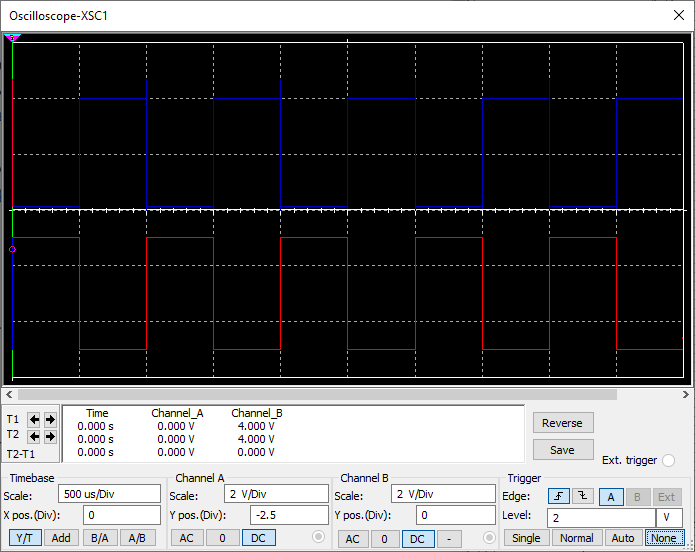 Oscilloscope-XSC1
T1
T2
T2-T1
Time Channel_A Channel_B
0.000 s 0.000 V 4.000 V
0.000 s 0.000 V 4.000 V
0.000 s 0.000 V 0.000 V
Reverse
Save
Ext. trigger
Timebase
Scale: 500 us/Div
X pos.(Div): 0
Y/T Add B/A A/B
Channel A
Scale: 2 V/Div
Y pos.(Div): -2.5
AC 0 DC
Channel B
Scale: 2 V/Div
Y pos.(Div): 0
AC 0 DC -
Trigger
Edge: A B Ext
Level: 2 V
Single Normal Auto None